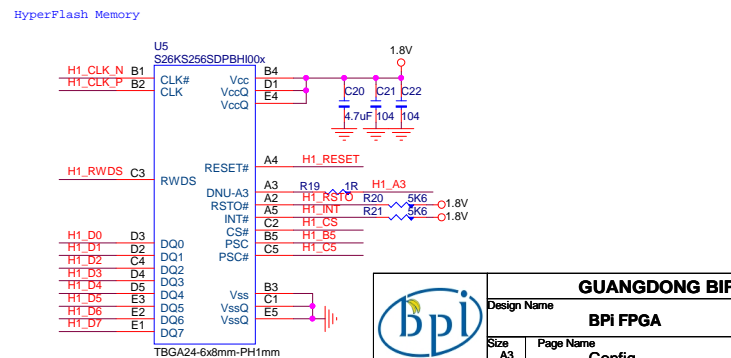 HyperFlash Memory
U5
S26KS256SDPBHI00x
1.8V
H1_CLK_N B1 CLK# Vcc B4
H1_CLK_P B2 CLK VccQ D1
VccQ E4
C20 C21 C22
4.7uF 104 104
RESET# A4 H1_RESET
H1_RWDS C3 RWDS
DNU-A3 A3 R19 1R H1_A3
RSTO# A2 H1_RSTO R20 5K6 1.8V
INT# A5 H1_INT R21 5K6 1.8V
CS# C2 H1_CS
PSC B5 H1_B5
PSC# C5 H1_C5
H1_D0 D3 DQ0
H1_D1 D2 DQ1
H1_D2 C4 DQ2
H1_D3 D4 DQ3
H1_D4 D5 DQ4 Vss B3
H1_D5 E3 DQ5 VssQ C1
H1_D6 E2 DQ6 VssQ E5
H1_D7 E1 DQ7
TBGA24-6x8mm-PH1mm
bpi
GUANGDONG BIP
Design Name
BPi FPGA
Size Page Name
A3 Config